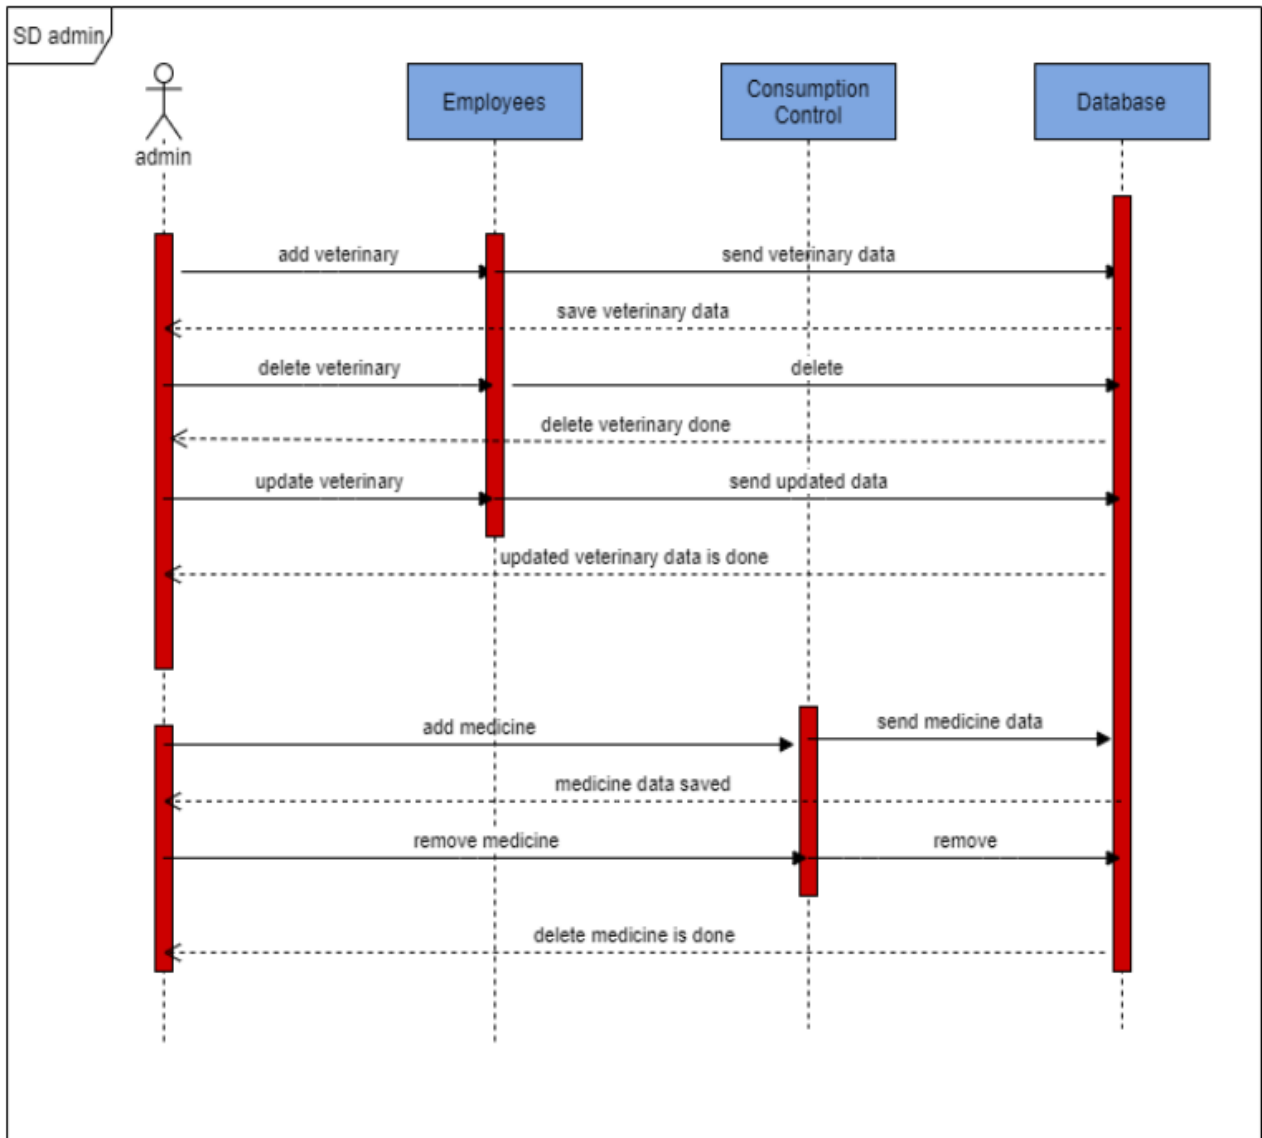 SD admin
admin
Employees
Consumption
Control
Database
add veterinary
send veterinary data
save veterinary data
delete veterinary
delete
delete veterinary done
update veterinary
send updated data
updated veterinary data is done
add medicine
send medicine data
medicine data saved
remove medicine
remove
delete medicine is done